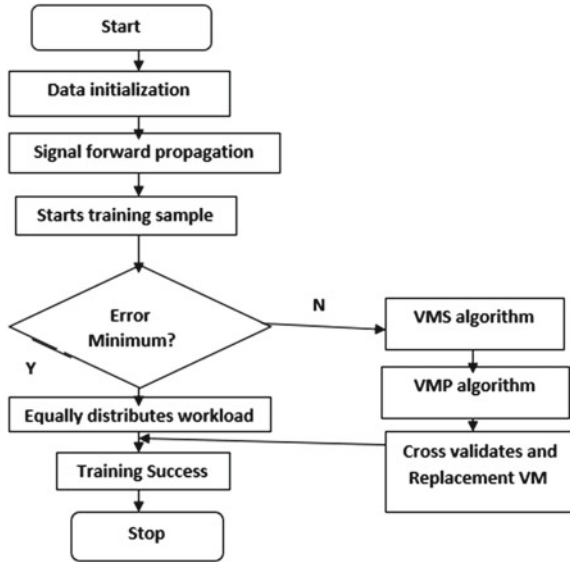 Start
Data initialization
Signal forward propagation
Starts training sample
Error
Minimum?
N
Y
VMS algorithm
VMP algorithm
Equally distributes workload
Cross validates and
Replacement VM
Training Success
Stop